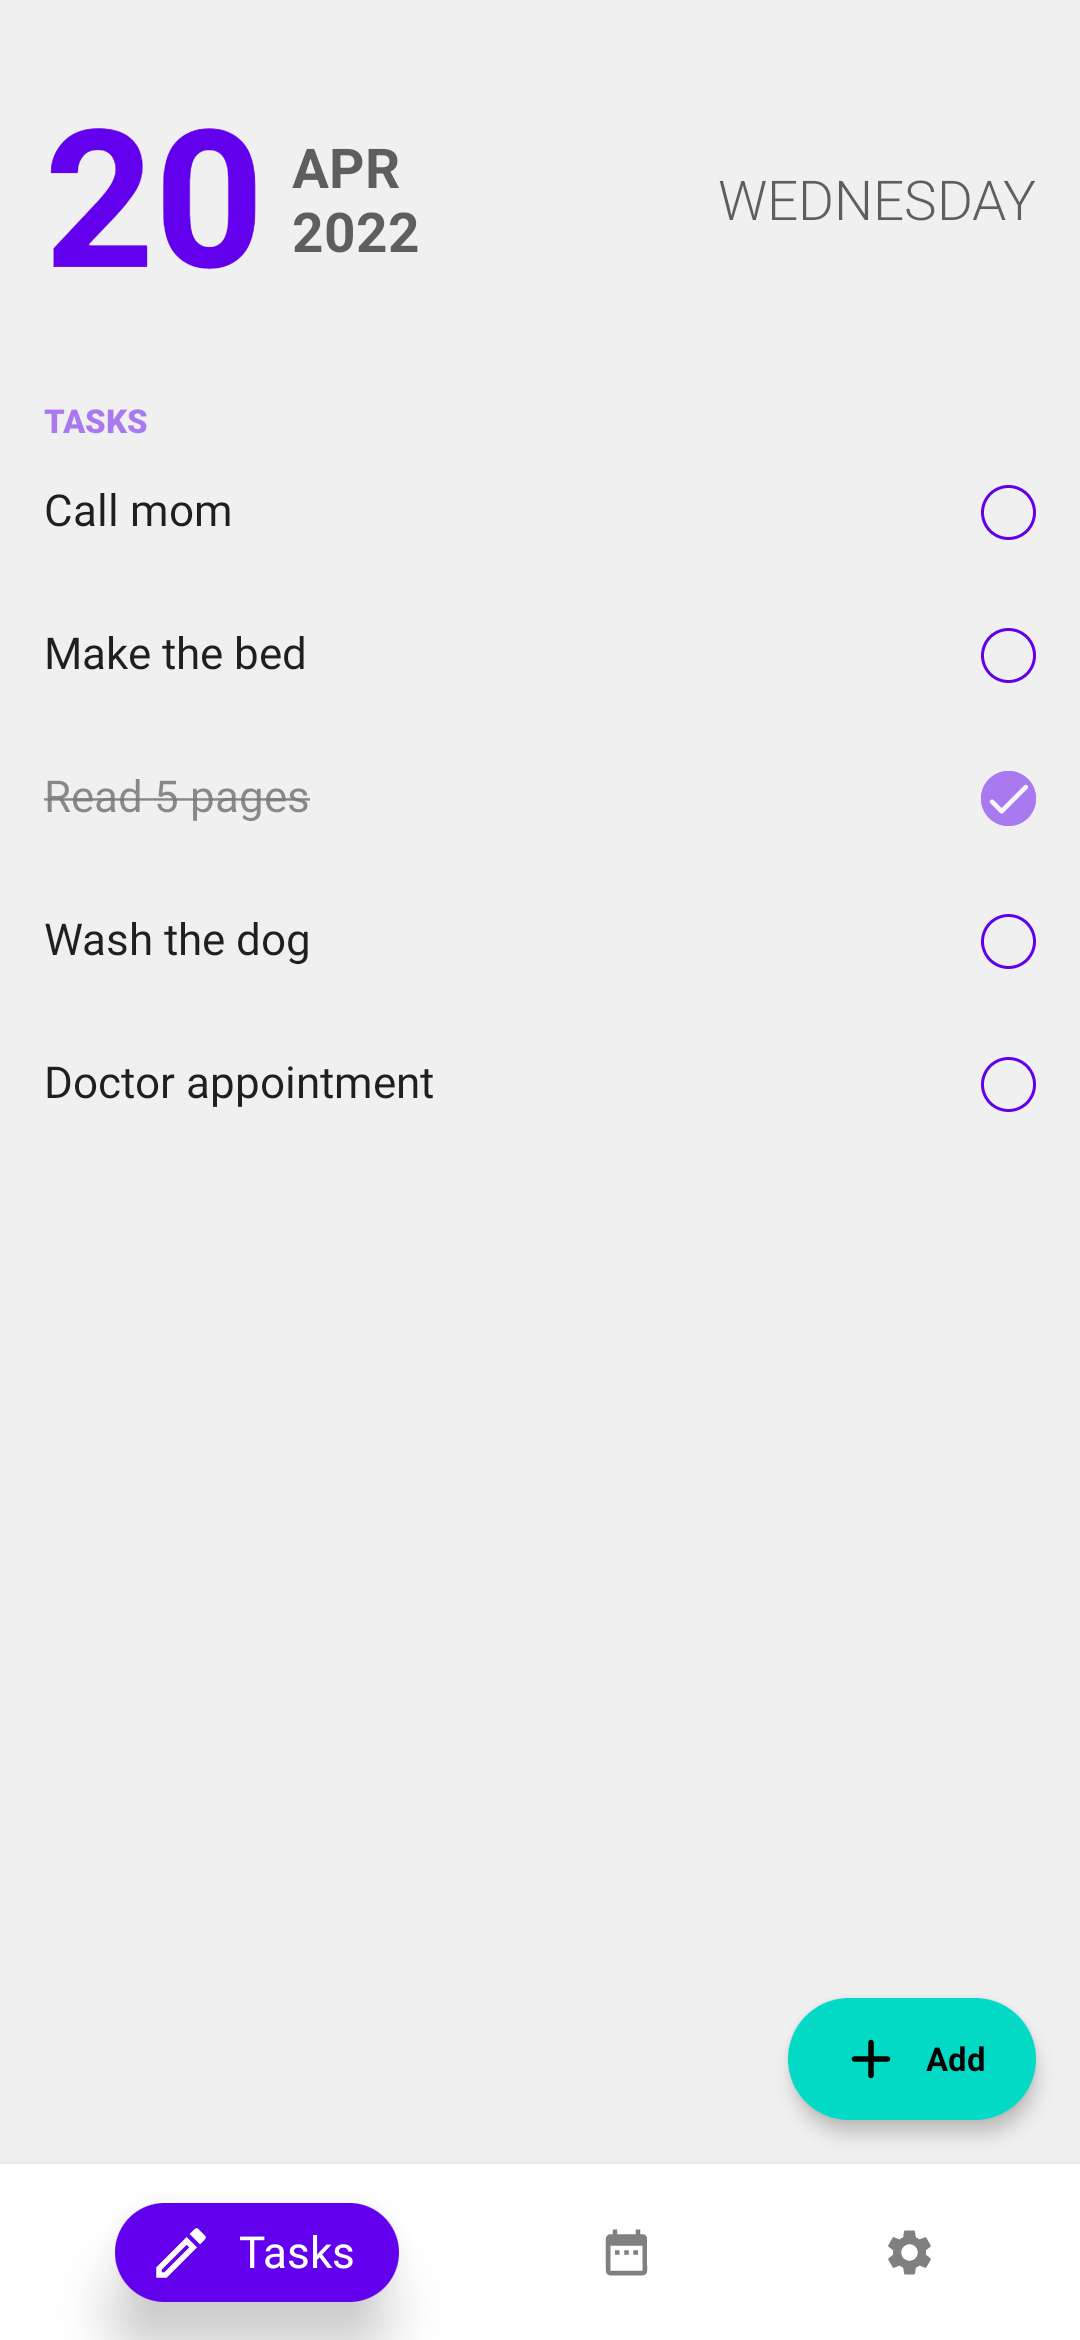 20
APR
2022
WEDNESDAY
TASKS
Call mom
Make the bed
Read 5 pages
Wash the dog
Doctor appointment
Add
Tasks